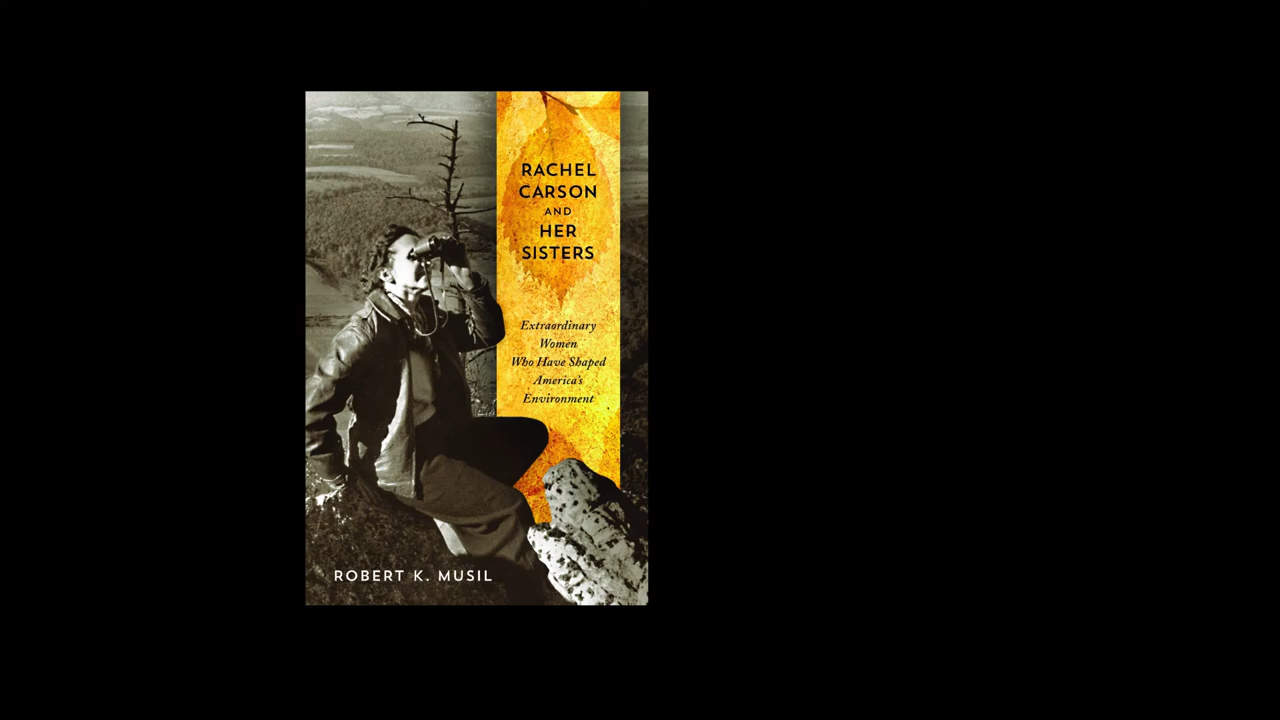 RACHEL
CARSON
AND
HER
SISTERS
Extraordinary
Women
Who Have Shaped
America's
Environment
ROBERT K. MUSIL